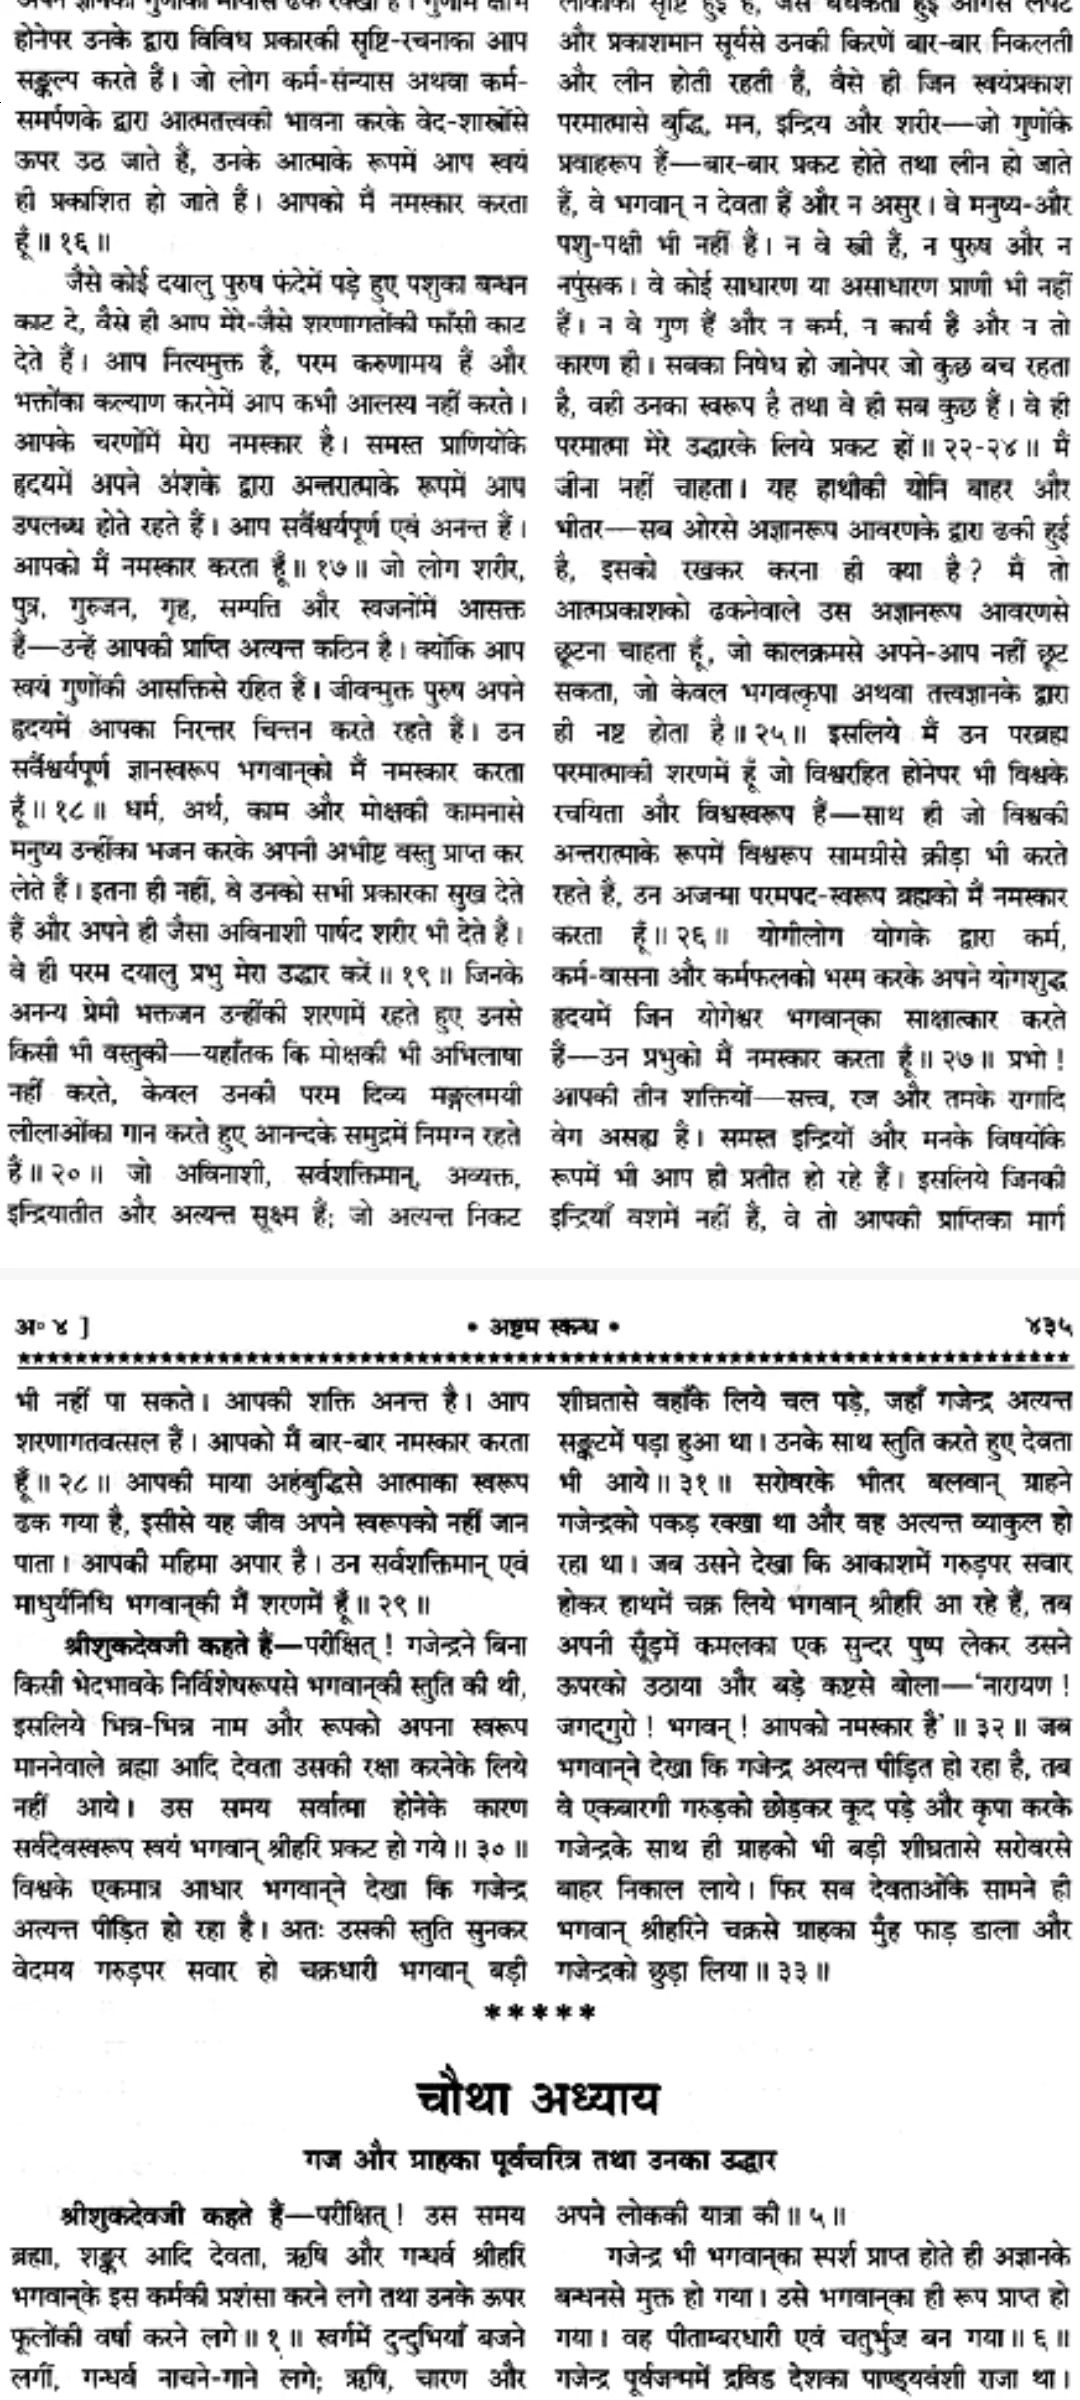 होनेपर उनके द्वारा विविध प्रकारकी सृष्टि-रचनाका आप
सङ्कल्प करते हैं। जो लोग कर्म-संन्यास अथवा कर्म-
समर्पणके द्वारा आत्मतत्त्वकी भावना करके वेद-शास्त्रोंसे
ऊपर उठ जाते हैं, उनके आत्माके रूपमें आप स्वयं
ही प्रकाशित हो जाते हैं। आपको मैं नमस्कार करता
हूँ॥ १६॥
जैसे कोई दयालु पुरुष फंदेमें पड़े हुए पशुका बन्धन
काट दे, वैसे ही आप मेरे-जैसे शरणागतोंकी फाँसी काट
देते हैं। आप नित्यमुक्त हैं, परम करुणामय हैं और
भक्तोंका कल्याण करनेमें आप कभी आलस्य नहीं करते।
आपके चरणोंमें मेरा नमस्कार है। समस्त प्राणियोंके
हृदयमें अपने अंशके द्वारा अन्तरात्माके रूपमें आप
उपलब्ध होते रहते हैं। आप सर्वैश्वर्यपूर्ण एवं अनन्त हैं।
आपको मैं नमस्कार करता हूँ॥ १७॥ जो लोग शरीर,
पुत्र, गुरुजन, गृह, सम्पत्ति और स्वजनोंमें आसक्त
हैं—उन्हें आपकी प्राप्ति अत्यन्त कठिन है। क्योंकि आप
स्वयं गुणोंकी आसक्तिसे रहित हैं। जीवन्मुक्त पुरुष अपने
हृदयमें आपका निरन्तर चिन्तन करते रहते हैं। उन
सर्वैश्वर्यपूर्ण ज्ञानस्वरूप भगवान्‌को मैं नमस्कार करता
हूँ॥ १८॥ धर्म, अर्थ, काम और मोक्षकी कामनासे
मनुष्य उन्हींका भजन करके अपनी अभीष्ट वस्तु प्राप्त कर
लेते हैं। इतना ही नहीं, वे उनको सभी प्रकारका सुख देते
हैं और अपने ही जैसा अविनाशी पार्षद शरीर भी देते हैं।
वे ही परम दयालु प्रभु मेरा उद्धार करें॥ १९॥ जिनके
अनन्य प्रेमी भक्तजन उन्हींकी शरणमें रहते हुए उनसे
किसी भी वस्तुकी—यहाँतक कि मोक्षकी भी अभिलाषा
नहीं करते, केवल उनकी परम दिव्य मङ्गलमयी
लीलाओंका गान करते हुए आनन्दके समुद्रमें निमग्न रहते
हैं॥ २०॥ जो अविनाशी, सर्वशक्तिमान्, अव्यक्त,
इन्द्रियातीत और अत्यन्त सूक्ष्म हैं; जो अत्यन्त निकट
और प्रकाशमान सूर्यसे उनकी किरणें बार-बार निकलती
और लीन होती रहती हैं, वैसे ही जिन स्वयंप्रकाश
परमात्मासे बुद्धि, मन, इन्द्रिय और शरीर—जो गुणोंके
प्रवाहरूप हैं—बार-बार प्रकट होते तथा लीन हो जाते
हैं, वे भगवान् न देवता हैं और न असुर। वे मनुष्य-और
पशु-पक्षी भी नहीं हैं। न वे स्त्री हैं, न पुरुष और न
नपुंसक। वे कोई साधारण या असाधारण प्राणी भी नहीं
हैं। न वे गुण हैं और न कर्म, न कार्य हैं और न तो
कारण ही। सबका निषेध हो जानेपर जो कुछ बच रहता
है, वही उनका स्वरूप है तथा वे ही सब कुछ हैं। वे ही
परमात्मा मेरे उद्धारके लिये प्रकट हों॥ २२-२४॥ मैं
जीना नहीं चाहता। यह हाथीकी योनि बाहर और
भीतर—सब ओरसे अज्ञानरूप आवरणके द्वारा ढकी हुई
है, इसको रखकर करना ही क्या है? मैं तो
आत्मप्रकाशको ढकनेवाले उस अज्ञानरूप आवरणसे
छूटना चाहता हूँ, जो कालक्रमसे अपने-आप नहीं छूट
सकता, जो केवल भगवत्कृपा अथवा तत्त्वज्ञानके द्वारा
ही नष्ट होता है॥ २५॥ इसलिये मैं उन परब्रह्म
परमात्माकी शरणमें हूँ जो विश्वरहित होनेपर भी विश्वके
रचयिता और विश्वस्वरूप हैं—साथ ही जो विश्वकी
अन्तरात्माके रूपमें विश्वरूप सामग्रीसे क्रीड़ा भी करते
रहते हैं, उन अजन्मा परमपद-स्वरूप ब्रह्मको मैं नमस्कार
करता हूँ॥ २६॥ योगीलोग योगके द्वारा कर्म,
कर्म-वासना और कर्मफलको भस्म करके अपने योगशुद्ध
हृदयमें जिन योगेश्वर भगवान्‌का साक्षात्कार करते
हैं—उन प्रभुको मैं नमस्कार करता हूँ॥ २७॥ प्रभो!
आपकी तीन शक्तियों—सत्त्व, रज और तमके रागादि
वेग असह्य हैं। समस्त इन्द्रियों और मनके विषयोंके
रूपमें भी आप ही प्रतीत हो रहे हैं। इसलिये जिनकी
इन्द्रियाँ वशमें नहीं हैं, वे तो आपकी प्राप्तिका मार्ग
अ॰ ४ ]
• अष्टम स्कन्ध •
४३५
भी नहीं पा सकते। आपकी शक्ति अनन्त है। आप
शरणागतवत्सल हैं। आपको मैं बार-बार नमस्कार करता
हूँ॥ २८॥ आपकी माया अहंबुद्धिसे आत्माका स्वरूप
ढक गया है, इसीसे यह जीव अपने स्वरूपको नहीं जान
पाता। आपकी महिमा अपार है। उन सर्वशक्तिमान् एवं
माधुर्यनिधि भगवान्‌की मैं शरणमें हूँ॥ २९॥
श्रीशुकदेवजी कहते हैं—परीक्षित्! गजेन्द्रने बिना
किसी भेदभावके निर्विशेषरूपसे भगवान्‌की स्तुति की थी,
इसलिये भिन्न-भिन्न नाम और रूपको अपना स्वरूप
माननेवाले ब्रह्मा आदि देवता उसकी रक्षा करनेके लिये
नहीं आये। उस समय सर्वात्मा होनेके कारण
सर्वदेवस्वरूप स्वयं भगवान् श्रीहरि प्रकट हो गये॥ ३०॥
विश्वके एकमात्र आधार भगवान्‌ने देखा कि गजेन्द्र
अत्यन्त पीड़ित हो रहा है। अतः उसकी स्तुति सुनकर
वेदमय गरुड़पर सवार हो चक्रधारी भगवान् बड़ी
शीघ्रतासे वहाँके लिये चल पड़े, जहाँ गजेन्द्र अत्यन्त
सङ्कटमें पड़ा हुआ था। उनके साथ स्तुति करते हुए देवता
भी आये॥ ३१॥ सरोवरके भीतर बलवान् ग्राहने
गजेन्द्रको पकड़ रक्खा था और वह अत्यन्त व्याकुल हो
रहा था। जब उसने देखा कि आकाशमें गरुड़पर सवार
होकर हाथमें चक्र लिये भगवान् श्रीहरि आ रहे हैं, तब
अपनी सूँड़में कमलका एक सुन्दर पुष्प लेकर उसने
ऊपरको उठाया और बड़े कष्टसे बोला—‘नारायण!
जगद्गुरो! भगवन्! आपको नमस्कार है’॥ ३२॥ जब
भगवान्‌ने देखा कि गजेन्द्र अत्यन्त पीड़ित हो रहा है, तब
वे एकबारगी गरुड़को छोड़कर कूद पड़े और कृपा करके
गजेन्द्रके साथ ही ग्राहको भी बड़ी शीघ्रतासे सरोवरसे
बाहर निकाल लाये। फिर सब देवताओंके सामने ही
भगवान् श्रीहरिने चक्रसे ग्राहका मुँह फाड़ डाला और
गजेन्द्रको छुड़ा लिया॥ ३३॥
*****
चौथा अध्याय
गज और ग्राहका पूर्वचरित्र तथा उनका उद्धार
श्रीशुकदेवजी कहते हैं—परीक्षित्! उस समय
ब्रह्मा, शङ्कर आदि देवता, ऋषि और गन्धर्व श्रीहरि
भगवान्‌के इस कर्मकी प्रशंसा करने लगे तथा उनके ऊपर
फूलोंकी वर्षा करने लगे॥ १॥ स्वर्गमें दुन्दुभियाँ बजने
लगीं, गन्धर्व नाचने-गाने लगे; ऋषि, चारण और
अपने लोककी यात्रा की॥ ५॥
गजेन्द्र भी भगवान्‌का स्पर्श प्राप्त होते ही अज्ञानके
बन्धनसे मुक्त हो गया। उसे भगवान्‌का ही रूप प्राप्त हो
गया। वह पीताम्बरधारी एवं चतुर्भुज बन गया॥ ६॥
गजेन्द्र पूर्वजन्ममें द्रविड देशका पाण्ड्यवंशी राजा था।